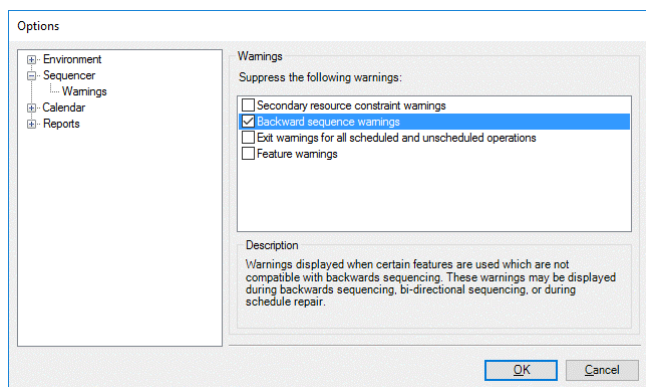 Options
Environment
Sequencer
Warnings
Calendar
Reports
Warnings
Suppress the following warnings:
Secondary resource constraint warnings
Backward sequence warnings
Exit warnings for all scheduled and unscheduled operations
Feature warnings
Description
Warnings displayed when certain features are used which are not
compatible with backwards sequencing. These warnings may be displayed
during backwards sequencing, bi-directional sequencing, or during
schedule repair.
OK
Cancel